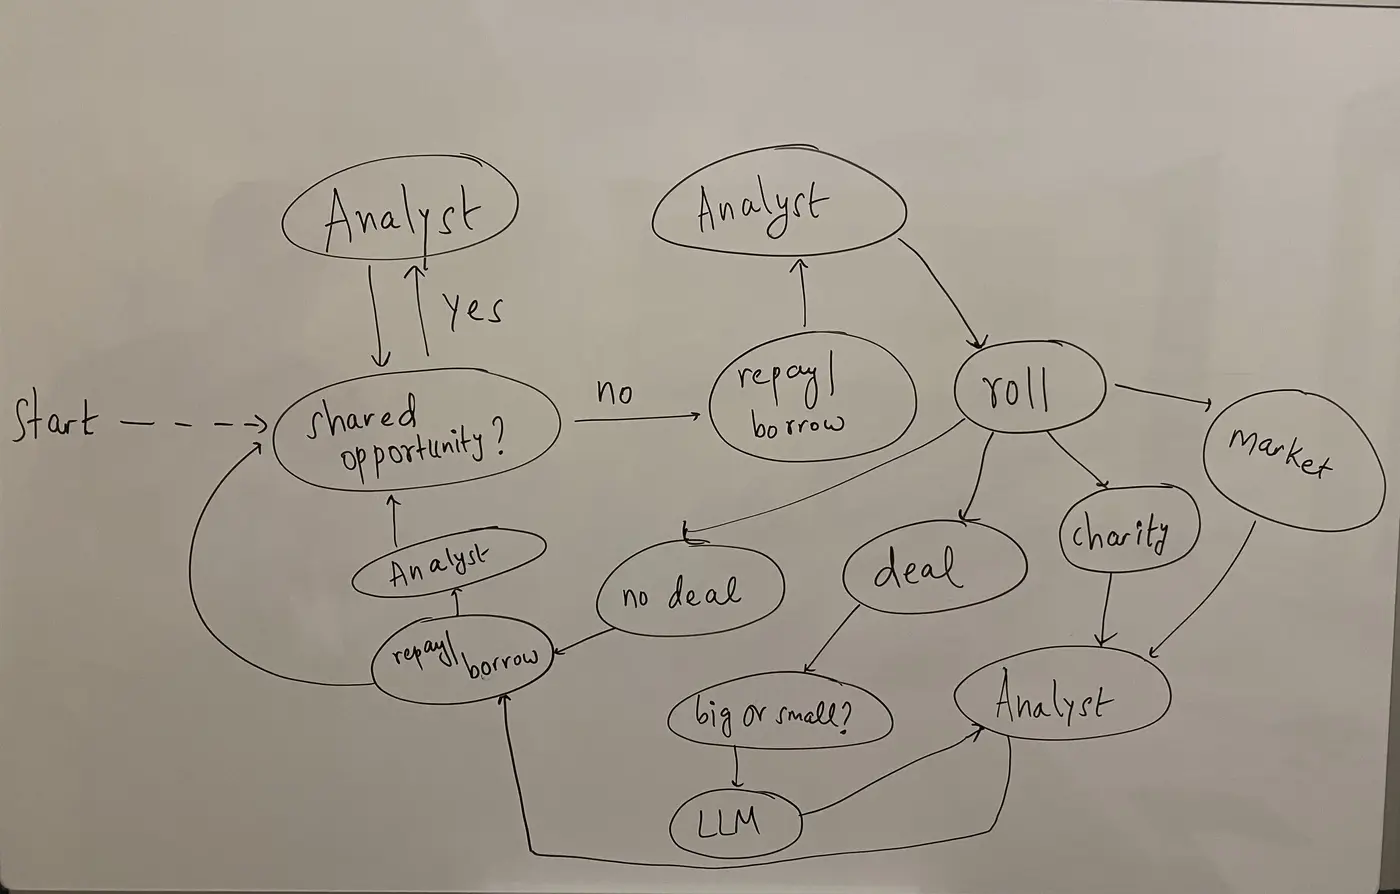 Analyst
Analyst
Yes
Start
shared
opportunity?
no
repay/
borrow
roll
market
Analyst
no deal
deal
charity
repay/
borrow
big or small?
Analyst
LLM